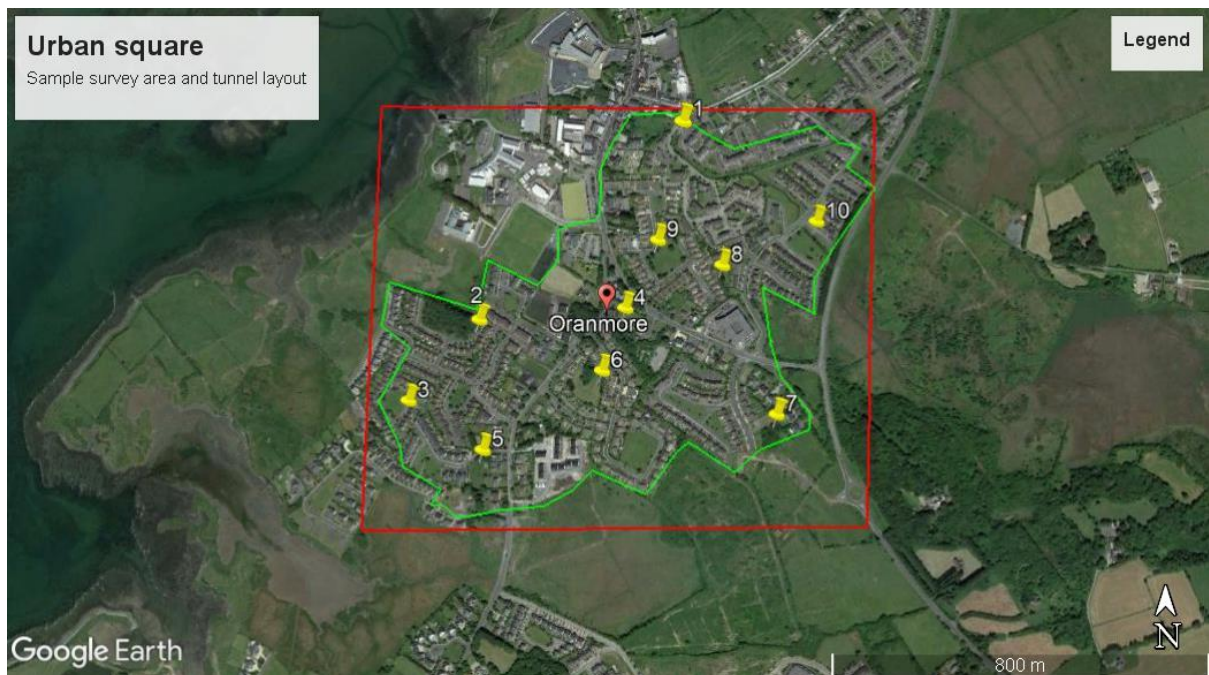 Urban square
Sample survey area and tunnel layout
Legend
1
10
9
8
2
4
Oranmore
6
3
7
5
Google Earth
N
800 m